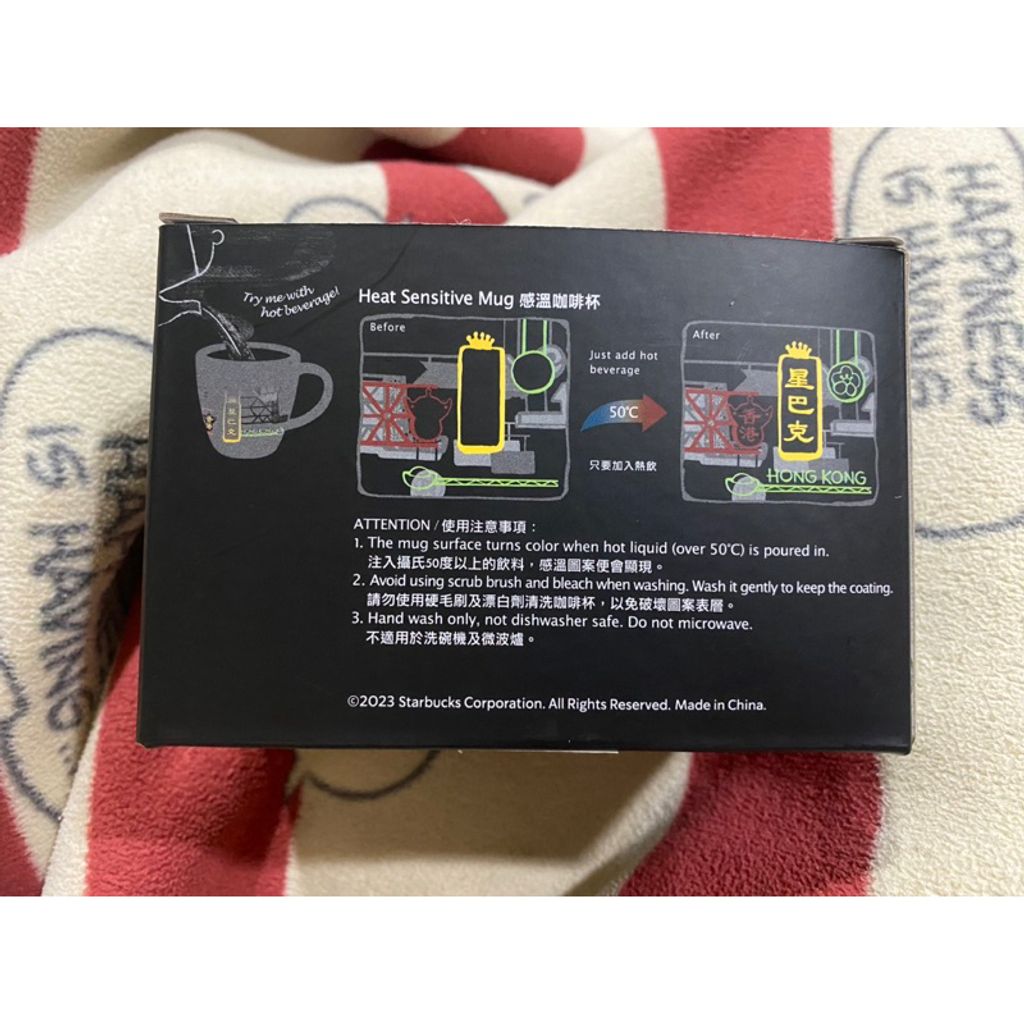 Try me with
hot beverage!
Heat Sensitive Mug 感溫咖啡杯
Before
Just add hot
beverage
50℃
只要加入熱飲
After
星巴克
香港
HONG KONG
星巴克
ATTENTION / 使用注意事項：
1. The mug surface turns color when hot liquid (over 50℃) is poured in.
注入攝氏50度以上的飲料，感溫圖案便會顯現。
2. Avoid using scrub brush and bleach when washing. Wash it gently to keep the coating.
請勿使用硬毛刷及漂白劑清洗咖啡杯，以免破壞圖案表層。
3. Hand wash only, not dishwasher safe. Do not microwave.
不適用於洗碗機及微波爐。
©2023 Starbucks Corporation. All Rights Reserved. Made in China.
HAPPINESS
IS HAVING
IS HAVING